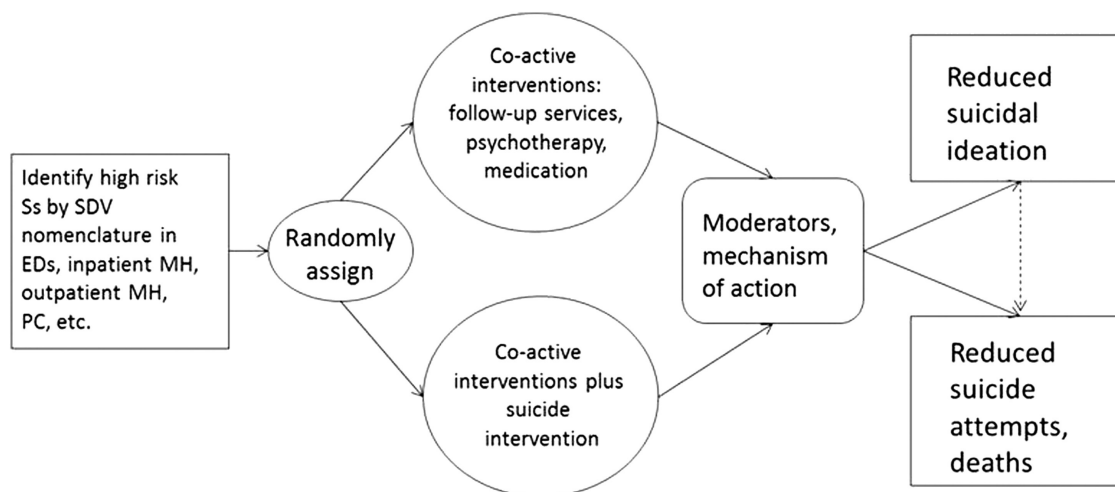 Identify high risk
Ss by SDV
nomenclature in
EDs, inpatient MH,
outpatient MH,
PC, etc.
Randomly
assign
Co-active
interventions:
follow-up services,
psychotherapy,
medication
Co-active
interventions plus
suicide
intervention
Moderators,
mechanism
of action
Reduced
suicidal
ideation
Reduced
suicide
attempts,
deaths